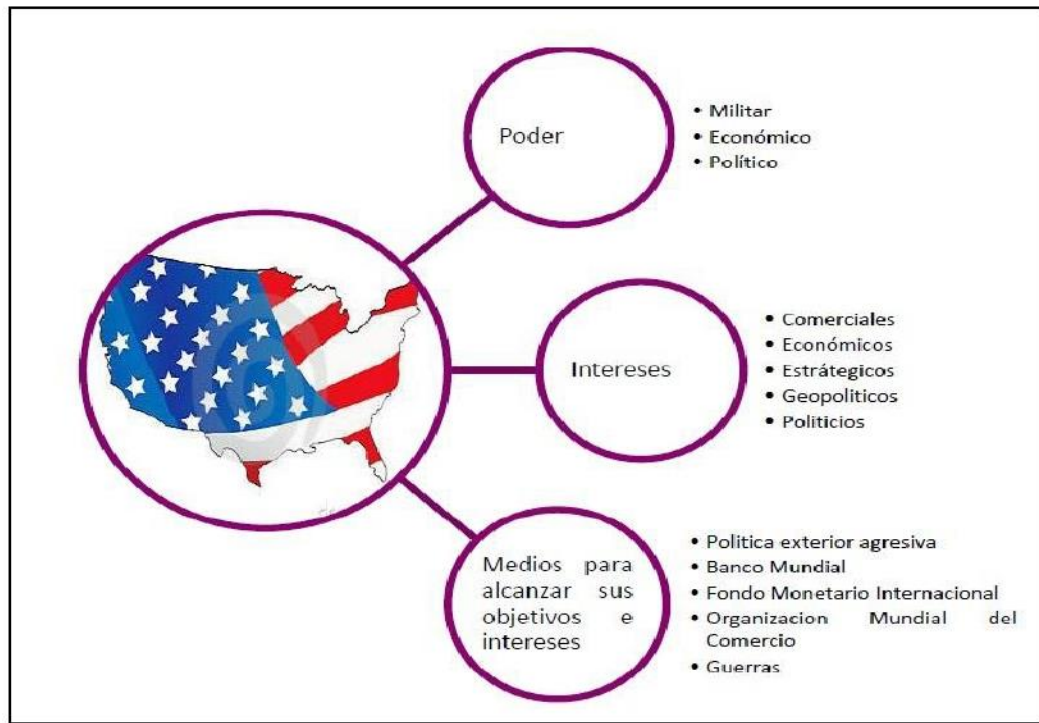 Poder
• Militar
• Económico
• Político
Intereses
• Comerciales
• Económicos
• Estrátegicos
• Geopoliticos
• Politicios
Medios para
alcanzar sus
objetivos e
intereses
• Politica exterior agresiva
• Banco Mundial
• Fondo Monetario Internacional
• Organizacion Mundial del
Comercio
• Guerras